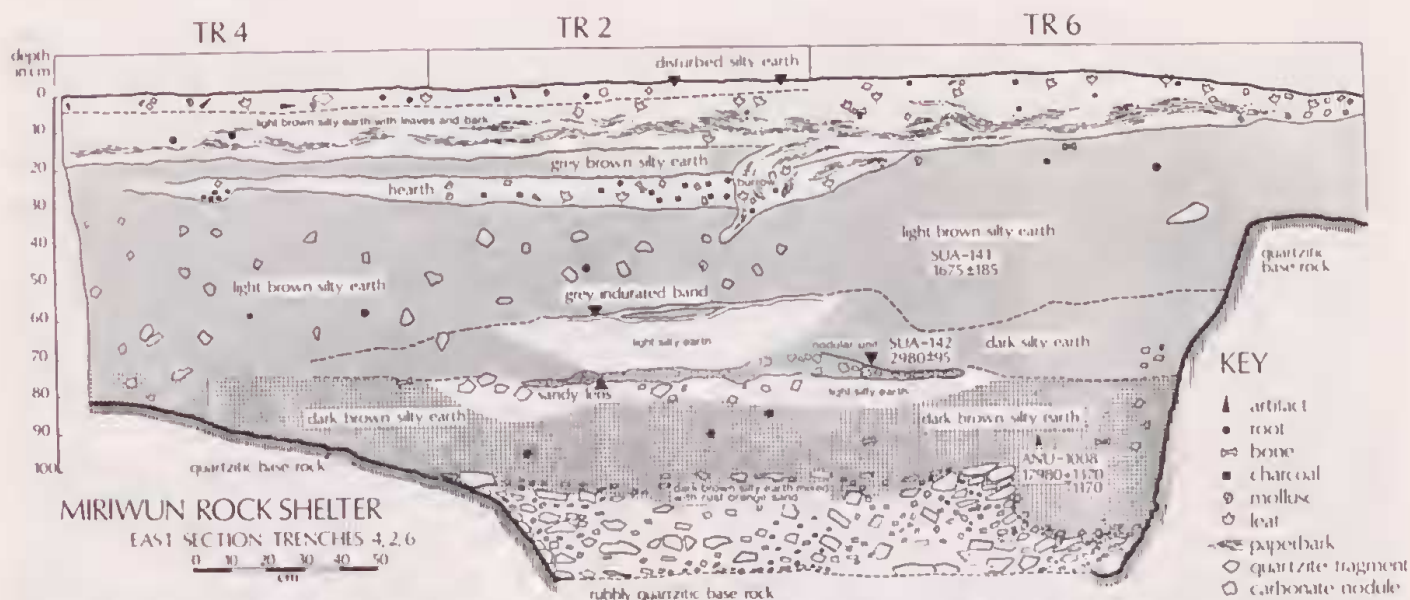 TR 4
TR 2
TR 6
depth
in cm
disturbed silty earth
0
10
20
30
40
50
60
70
80
90
100
light brown silty earth with leaves and bark
grey brown silty earth
hearth
burrow
light brown silty earth
SUA-141
1675 ±185
light brown silty earth
grey indurated band
quartzitic
base rock
light silty earth
nodular unit
SUA-142
2980±95
dark silty earth
sandy lens
light silty earth
dark brown silty earth
dark brown silty earth
ANU-1008
17980 +1370
-1170
quartzitic base rock
dark brown silty earth mixed
with rust orange sand
rubbly quartzitic base rock
MIRIWUN ROCK SHELTER
EAST SECTION TRENCHES 4, 2, 6
0 10 20 30 40 50
cm
KEY
artifact
root
bone
charcoal
mollusc
leaf
paperbark
quartzite fragment
carbonate nodule